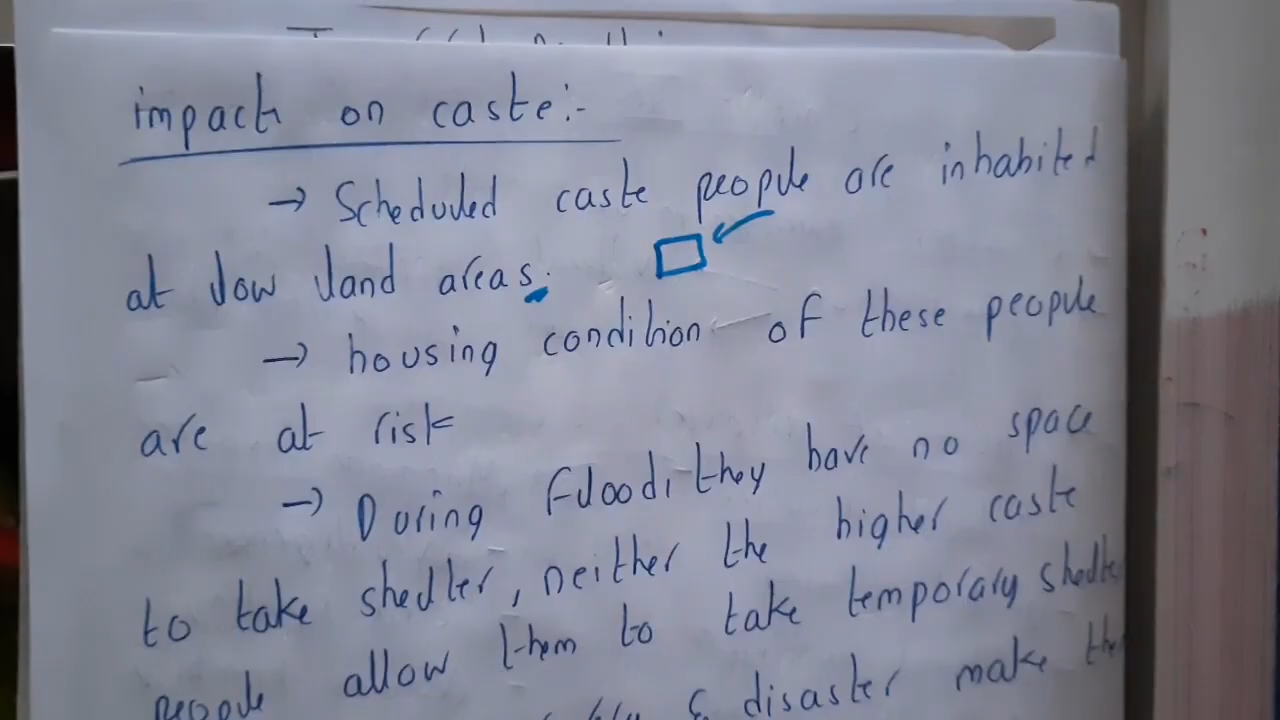 impact on caste:-
→ Scheduled caste people are inhabited
at low land areas.
→ housing condition of these people
are at risk
→ During flood, they have no space
to take shelter, neither the higher caste
people allow them to take temporary shelter
& disaster make